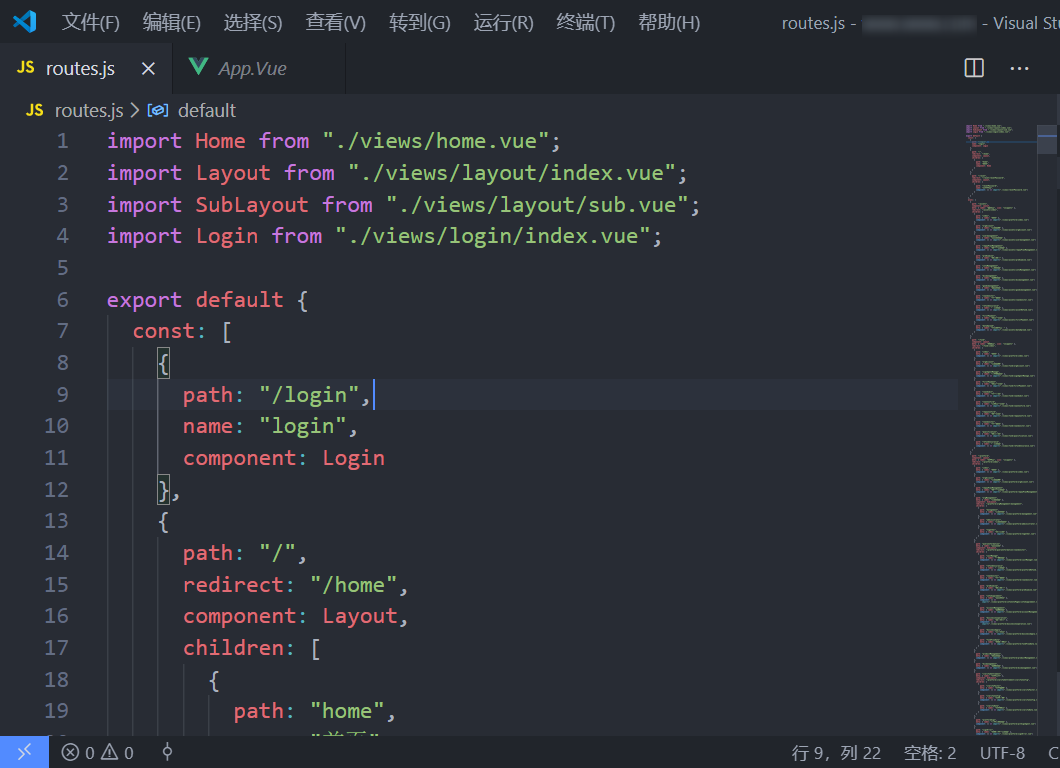 文件(F) 编辑(E) 选择(S) 查看(V) 转到(G) 运行(R) 终端(T) 帮助(H) routes.js - - Visual Stu
JS routes.js × App.Vue ···
JS routes.js > default
1 import Home from "./views/home.vue";
2 import Layout from "./views/layout/index.vue";
3 import SubLayout from "./views/layout/sub.vue";
4 import Login from "./views/login/index.vue";
5
6 export default {
7 const: [
8 {
9 path: "/login",
10 name: "login",
11 component: Login
12 },
13 {
14 path: "/",
15 redirect: "/home",
16 component: Layout,
17 children: [
18 {
19 path: "home",
0 0 行 9，列 22 空格: 2 UTF-8 C